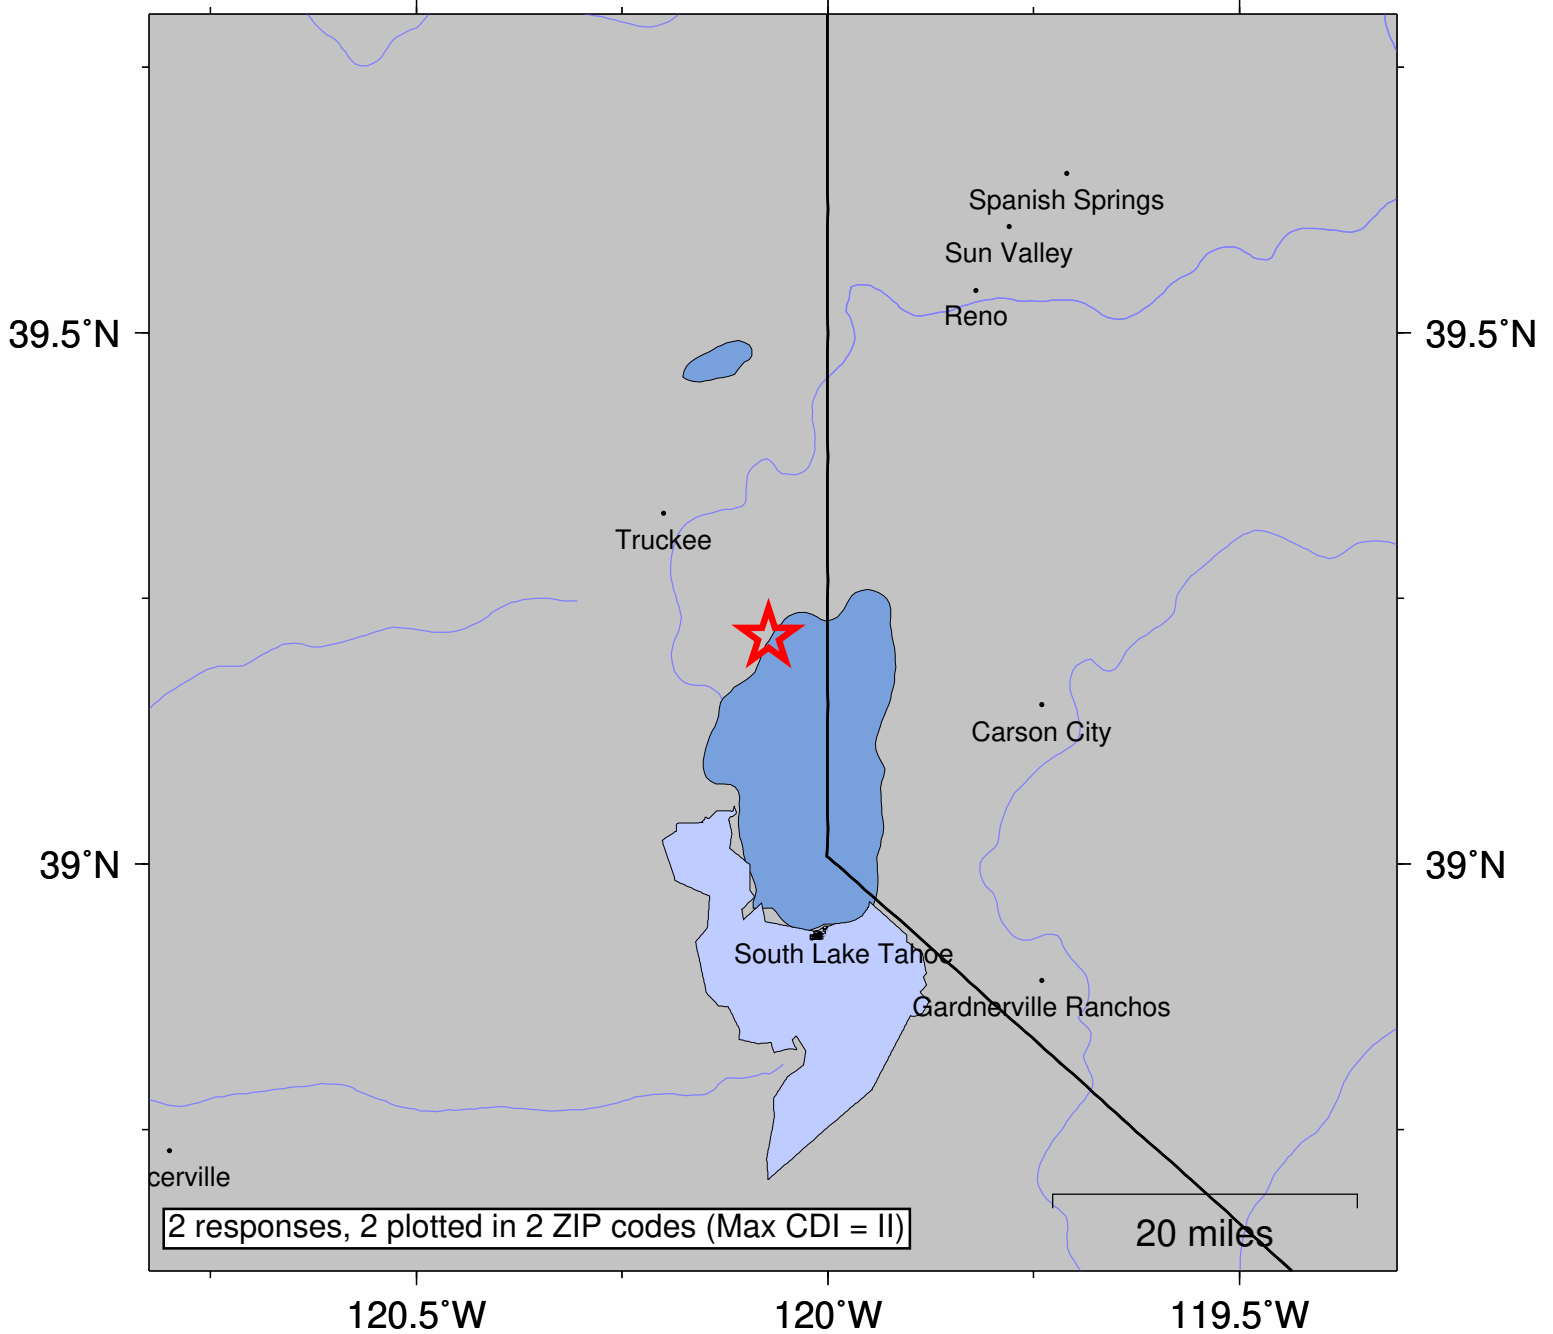 Spanish Springs
Sun Valley
Reno
39.5˚N
39.5˚N
Truckee
Carson City
39˚N
39˚N
South Lake Tahoe
Gardnerville Ranchos
cerville
2 responses, 2 plotted in 2 ZIP codes (Max CDI = II)
20 miles
120.5˚W
120˚W
119.5˚W